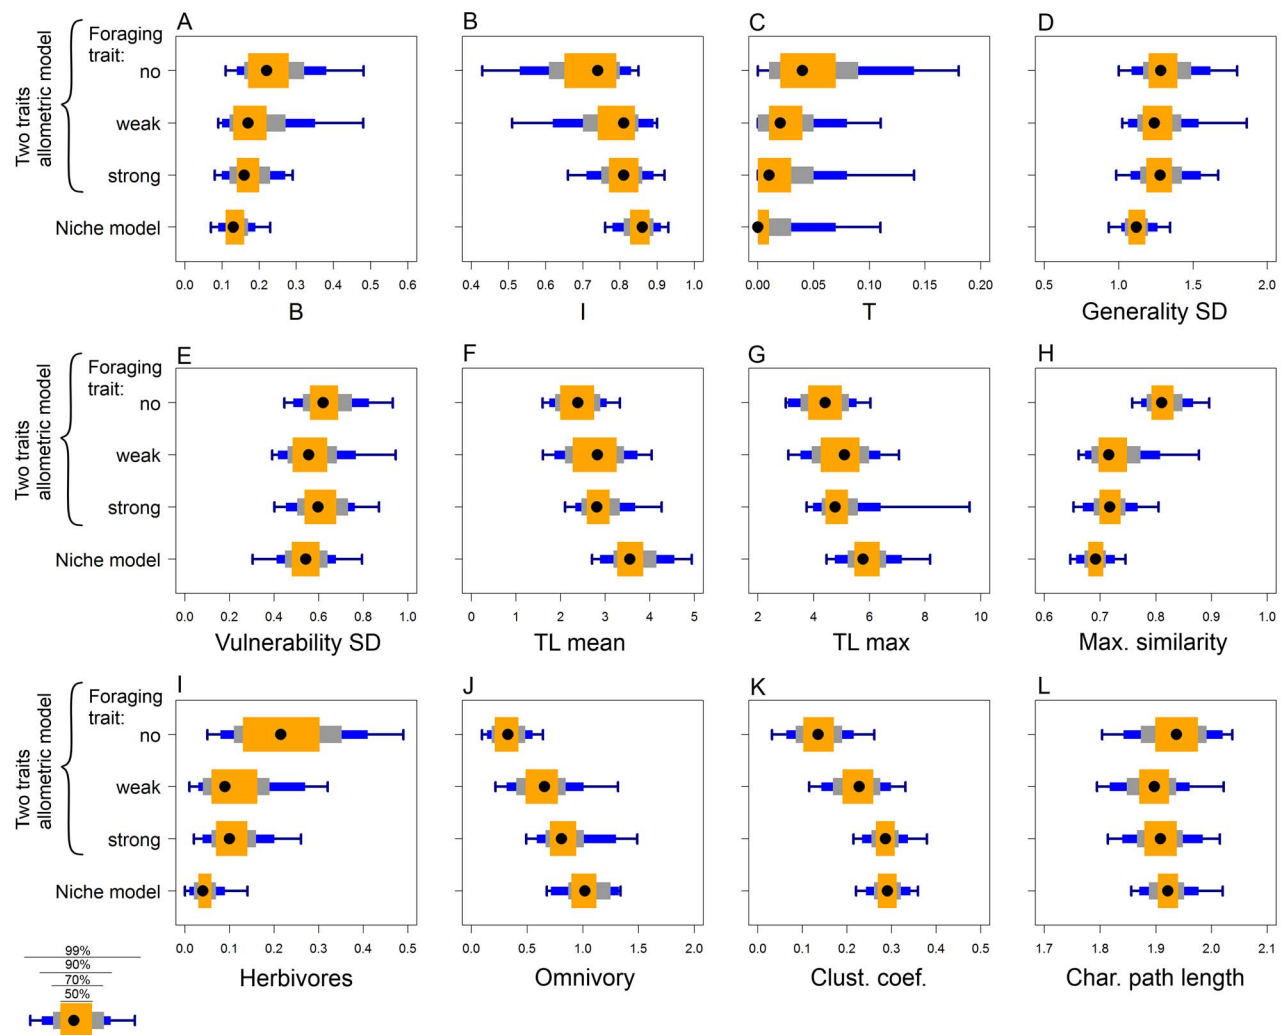 A B C D
Two traits
allometric model
Foraging
trait:
no
weak
strong
Niche model
0.0 0.1 0.2 0.3 0.4 0.5 0.6
0.4 0.5 0.6 0.7 0.8 0.9 1.0
0.00 0.05 0.10 0.15 0.20
0.5 1.0 1.5 2.0
B I T Generality SD
E F G H
Two traits
allometric model
Foraging
trait:
no
weak
strong
Niche model
0.0 0.2 0.4 0.6 0.8 1.0
0 1 2 3 4 5
2 4 6 8 10
0.6 0.7 0.8 0.9 1.0
Vulnerability SD TL mean TL max Max. similarity
I J K L
Two traits
allometric model
Foraging
trait:
no
weak
strong
Niche model
0.0 0.1 0.2 0.3 0.4 0.5
0.0 0.5 1.0 1.5 2.0
0.0 0.1 0.2 0.3 0.4 0.5
1.7 1.8 1.9 2.0 2.1
Herbivores Omnivory Clust. coef. Char. path length
99%
90%
70%
50%